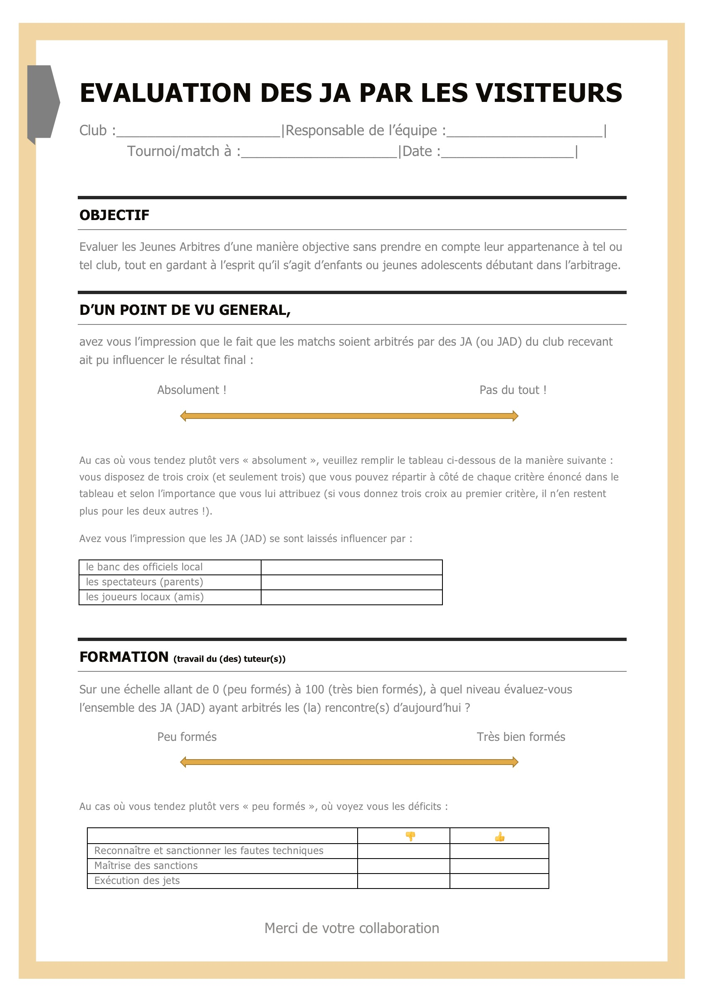 EVALUATION DES JA PAR LES VISITEURS
Club :_____________________|Responsable de l’équipe :____________________|
Tournoi/match à :____________________|Date :_________________|
OBJECTIF
Evaluer les Jeunes Arbitres d’une manière objective sans prendre en compte leur appartenance à tel ou
tel club, tout en gardant à l’esprit qu’il s’agit d’enfants ou jeunes adolescents débutant dans l’arbitrage.
D’UN POINT DE VU GENERAL,
avez vous l’impression que le fait que les matchs soient arbitrés par des JA (ou JAD) du club recevant
ait pu influencer le résultat final :
Absolument ! Pas du tout !
Au cas où vous tendez plutôt vers « absolument », veuillez remplir le tableau ci-dessous de la manière suivante :
vous disposez de trois croix (et seulement trois) que vous pouvez répartir à côté de chaque critère énoncé dans le
tableau et selon l’importance que vous lui attribuez (si vous donnez trois croix au premier critère, il n’en restent
plus pour les deux autres !).
Avez vous l’impression que les JA (JAD) se sont laissés influencer par :
le banc des officiels local
les spectateurs (parents)
les joueurs locaux (amis)
FORMATION (travail du (des) tuteur(s))
Sur une échelle allant de 0 (peu formés) à 100 (très bien formés), à quel niveau évaluez-vous
l’ensemble des JA (JAD) ayant arbitrés les (la) rencontre(s) d’aujourd’hui ?
Peu formés Très bien formés
Au cas où vous tendez plutôt vers « peu formés », où voyez vous les déficits :
👎 👍
Reconnaître et sanctionner les fautes techniques
Maîtrise des sanctions
Exécution des jets
Merci de votre collaboration